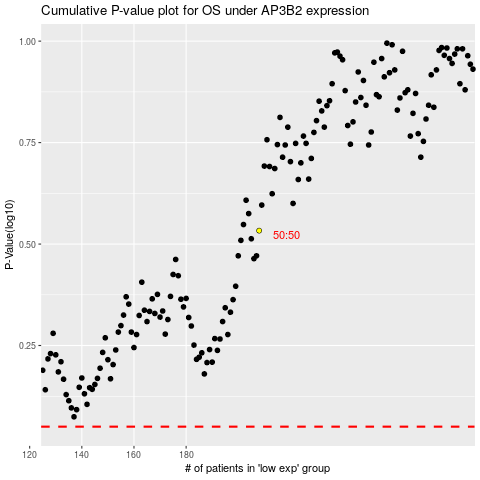 Cumulative P-value plot for OS under AP3B2 expression
P-Value(log10)
1.00
0.75
0.50
0.25
50:50
120 140 160 180
# of patients in 'low exp' group